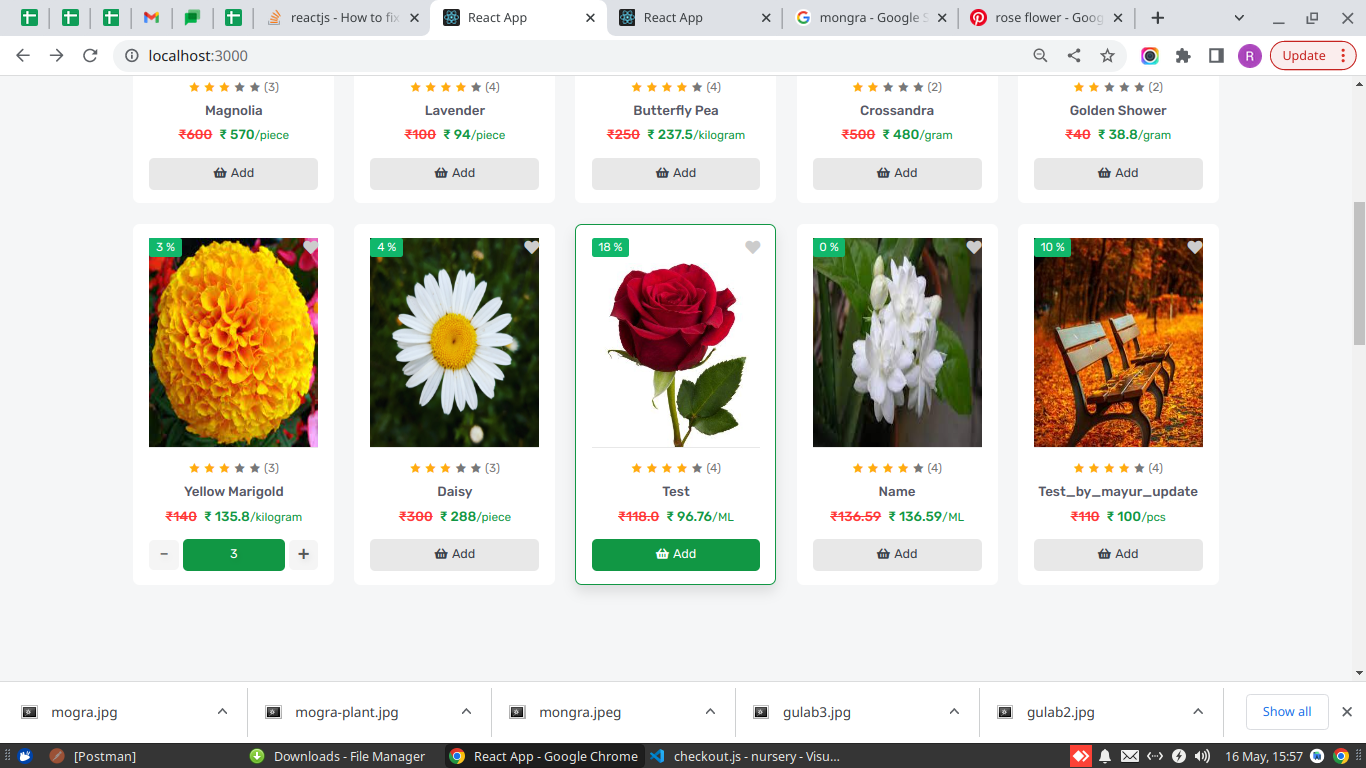 reactjs - How to fix
React App
React App
mongra - Google S
rose flower - Goog
localhost:3000
R
Update
(3)
(4)
(4)
(2)
(2)
Magnolia
Lavender
Butterfly Pea
Crossandra
Golden Shower
₹600 ₹ 570/piece
₹100 ₹ 94/piece
₹250 ₹ 237.5/kilogram
₹500 ₹ 480/gram
₹40 ₹ 38.8/gram
Add
Add
Add
Add
Add
3 %
4 %
18 %
0 %
10 %
(3)
(3)
(4)
(4)
(4)
Yellow Marigold
Daisy
Test
Name
Test_by_mayur_update
₹140 ₹ 135.8/kilogram
₹300 ₹ 288/piece
₹118.0 ₹ 96.76/ML
₹136.59 ₹ 136.59/ML
₹110 ₹ 100/pcs
- 3 +
Add
Add
Add
Add
mogra.jpg
mogra-plant.jpg
mongra.jpeg
gulab3.jpg
gulab2.jpg
Show all
[Postman]
Downloads - File Manager
React App - Google Chrome
checkout.js - nursery - Visu...
16 May, 15:57